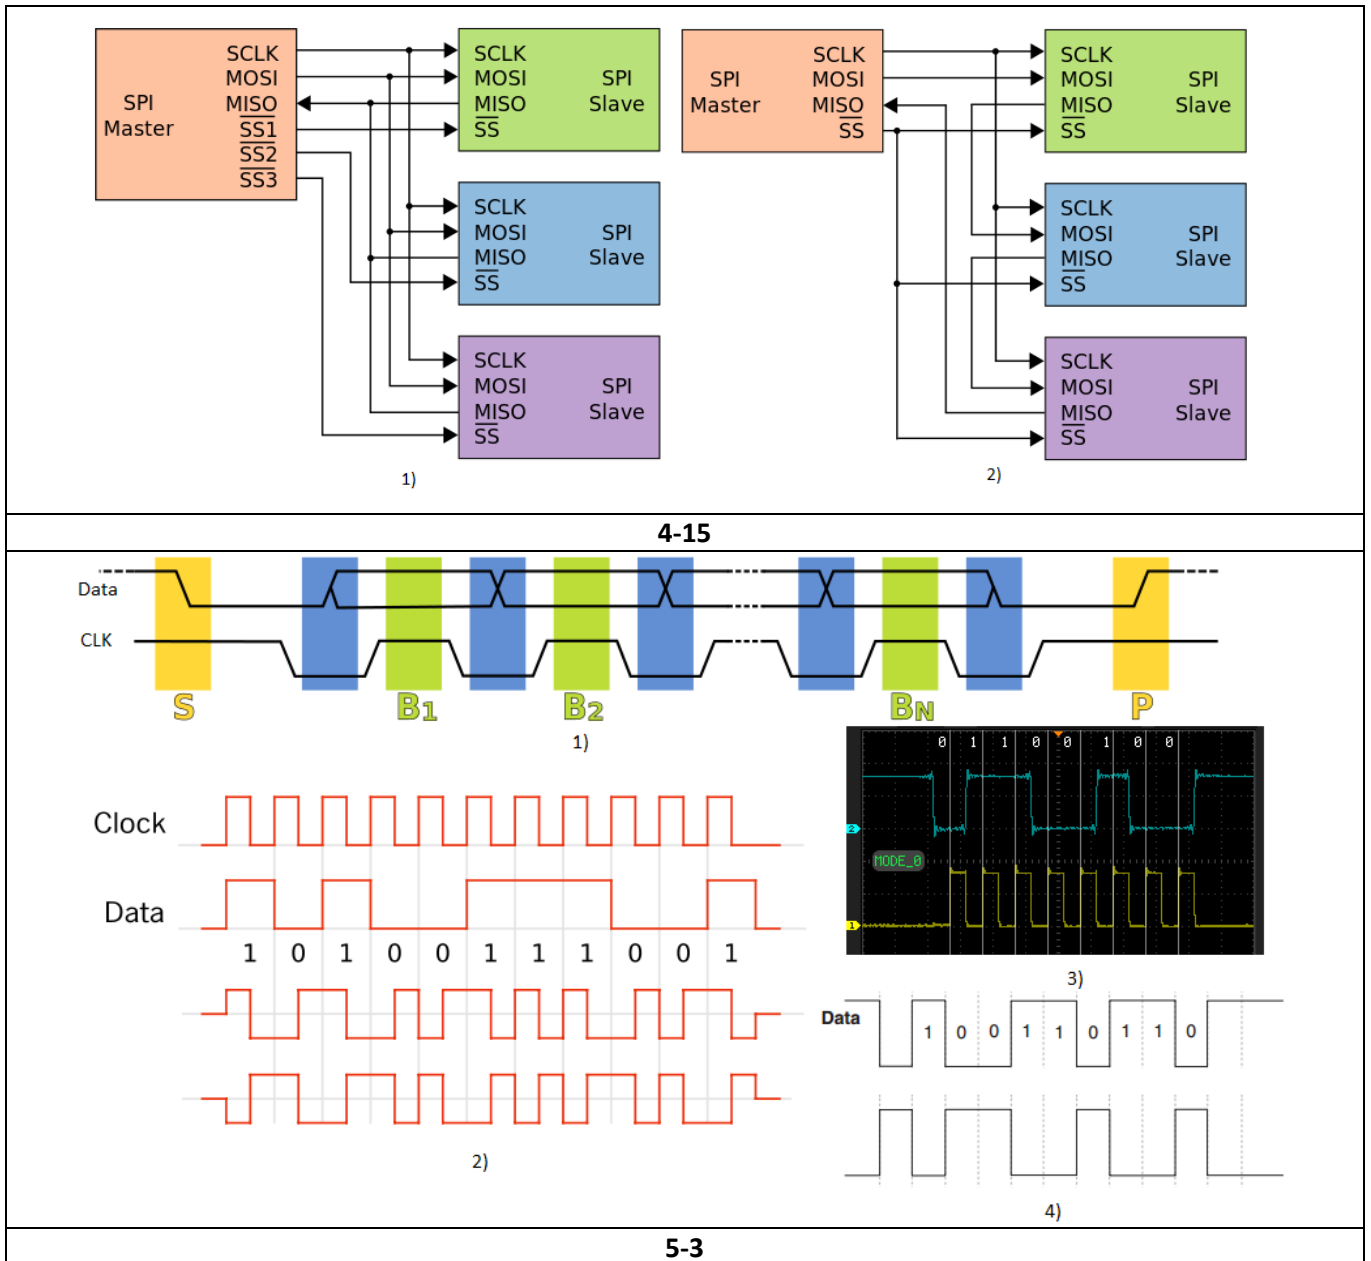 SCLK
MOSI
SPI
MISO
Master
SS1
SS2
SS3
SCLK
MOSI SPI
MISO Slave
SS
SCLK
MOSI SPI
MISO Slave
SS
SCLK
MOSI SPI
MISO Slave
SS
1)
SCLK
SPI MOSI
Master MISO
SS
SCLK
MOSI SPI
MISO Slave
SS
SCLK
MOSI SPI
MISO Slave
SS
SCLK
MOSI SPI
MISO Slave
SS
2)
4-15
Data
CLK
S B1 B2 BN P
1)
Clock
Data
1 0 1 0 0 1 1 1 0 0 1
2)
0 1 1 0 0 1 0 0
2
MODE_0
1
3)
Data
1 0 0 1 1 0 1 1 0
4)
5-3